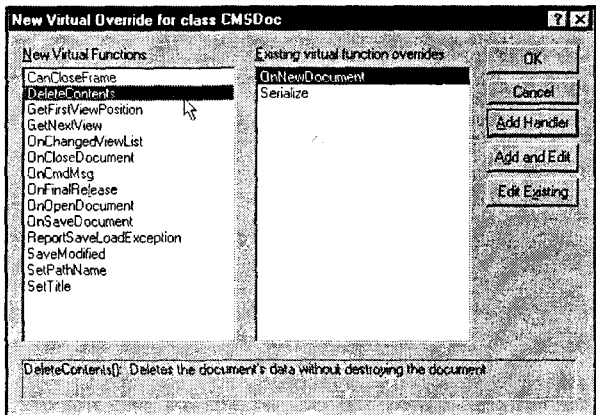 New Virtual Override for class CMSDoc
New Virtual Functions
CanCloseFrame
DeleteContents
GetFirstViewPosition
GetNextView
OnChangedViewList
OnCloseDocument
OnCmdMsg
OnFinalRelease
OnOpenDocument
OnSaveDocument
ReportSaveLoadException
SaveModified
SetPathName
SetTitle
Existing virtual function overrides
OnNewDocument
Serialize
OK
Cancel
Add Handler
Add and Edit
Edit Existing
DeleteContents(): Deletes the document's data without destroying the document